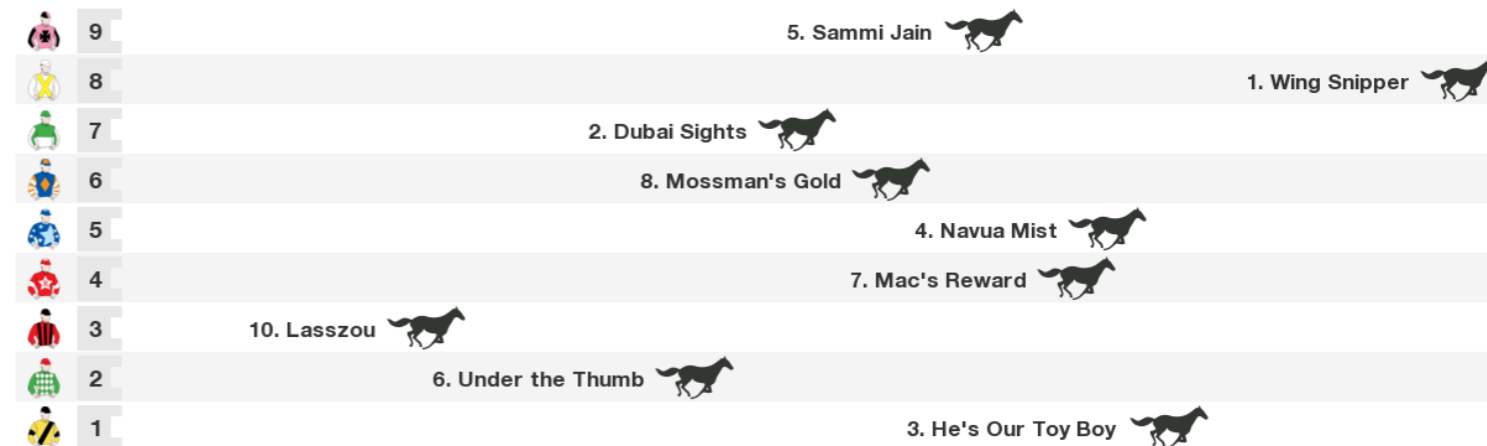 9 5. Sammi Jain
8 1. Wing Snipper
7 2. Dubai Sights
6 8. Mossman's Gold
5 4. Navua Mist
4 7. Mac's Reward
3 10. Lasszou
2 6. Under the Thumb
1 3. He's Our Toy Boy